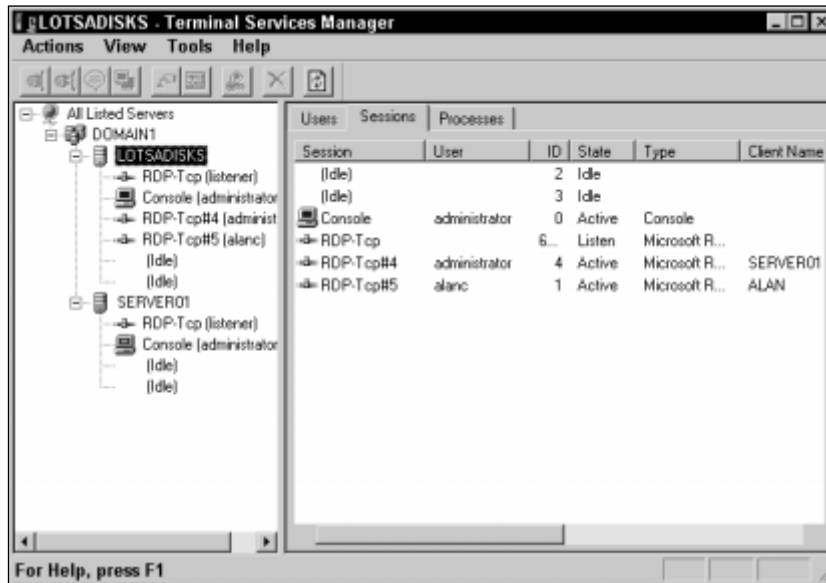 LOTSADISKS - Terminal Services Manager
Actions View Tools Help
All Listed Servers
DOMAIN1
LOTSADISKS
RDP-Tcp (listener)
Console (administrator
RDP-Tcp#4 (administ
RDP-Tcp#5 (alanc)
(Idle)
(Idle)
SERVER01
RDP-Tcp (listener)
Console (administrator
(Idle)
(Idle)
Users Sessions Processes
Session User ID State Type Client Name
(Idle) 2 Idle
(Idle) 3 Idle
Console administrator 0 Active Console
RDP-Tcp 6... Listen Microsoft R...
RDP-Tcp#4 administrator 4 Active Microsoft R... SERVER01
RDP-Tcp#5 alanc 1 Active Microsoft R... ALAN
For Help, press F1